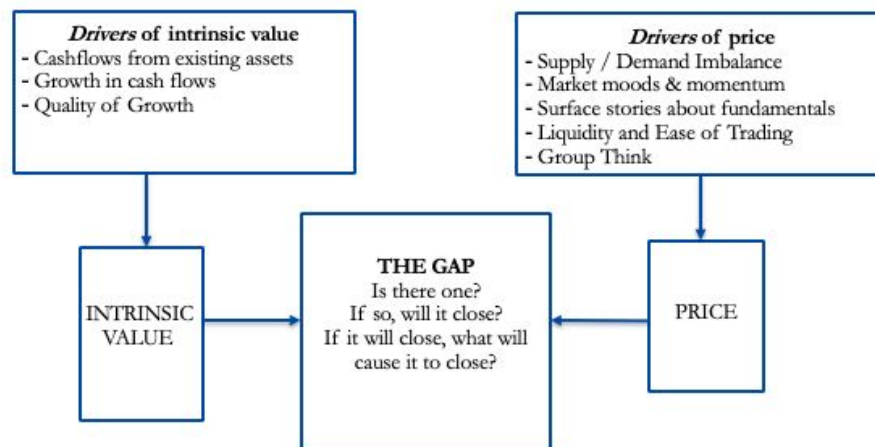 Drivers of intrinsic value
- Cashflows from existing assets
- Growth in cash flows
- Quality of Growth
Drivers of price
- Supply / Demand Imbalance
- Market moods & momentum
- Surface stories about fundamentals
- Liquidity and Ease of Trading
- Group Think
INTRINSIC
VALUE
THE GAP
Is there one?
If so, will it close?
If it will close, what will
cause it to close?
PRICE